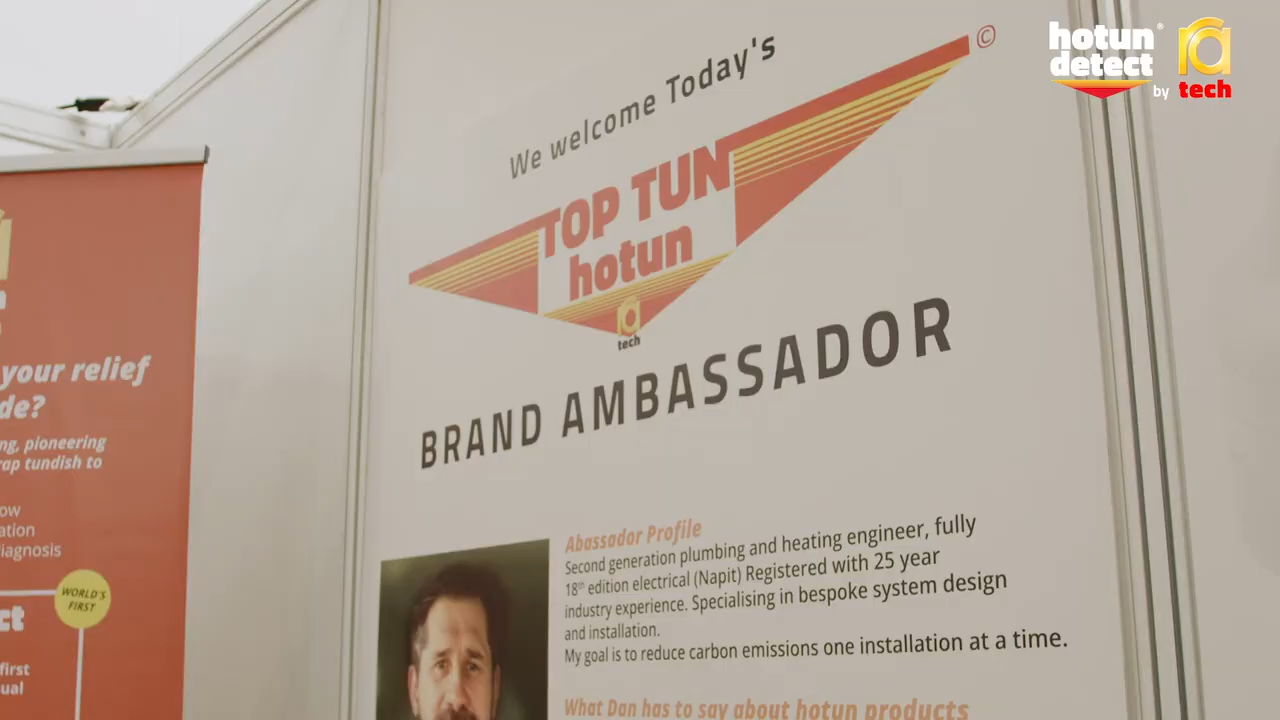 hotun®
detect
by tech
We welcome Today's
©
TOP TUN
hotun
tech
BRAND AMBASSADOR
your relief
de?
ng, pioneering
rap tundish to
ow
ation
iagnosis
WORLD'S
FIRST
ct
first
ual
Abassador Profile
Second generation plumbing and heating engineer, fully
18th edition electrical (Napit) Registered with 25 year
industry experience. Specialising in bespoke system design
and installation.
My goal is to reduce carbon emissions one installation at a time.
What Dan has to say about hotun products